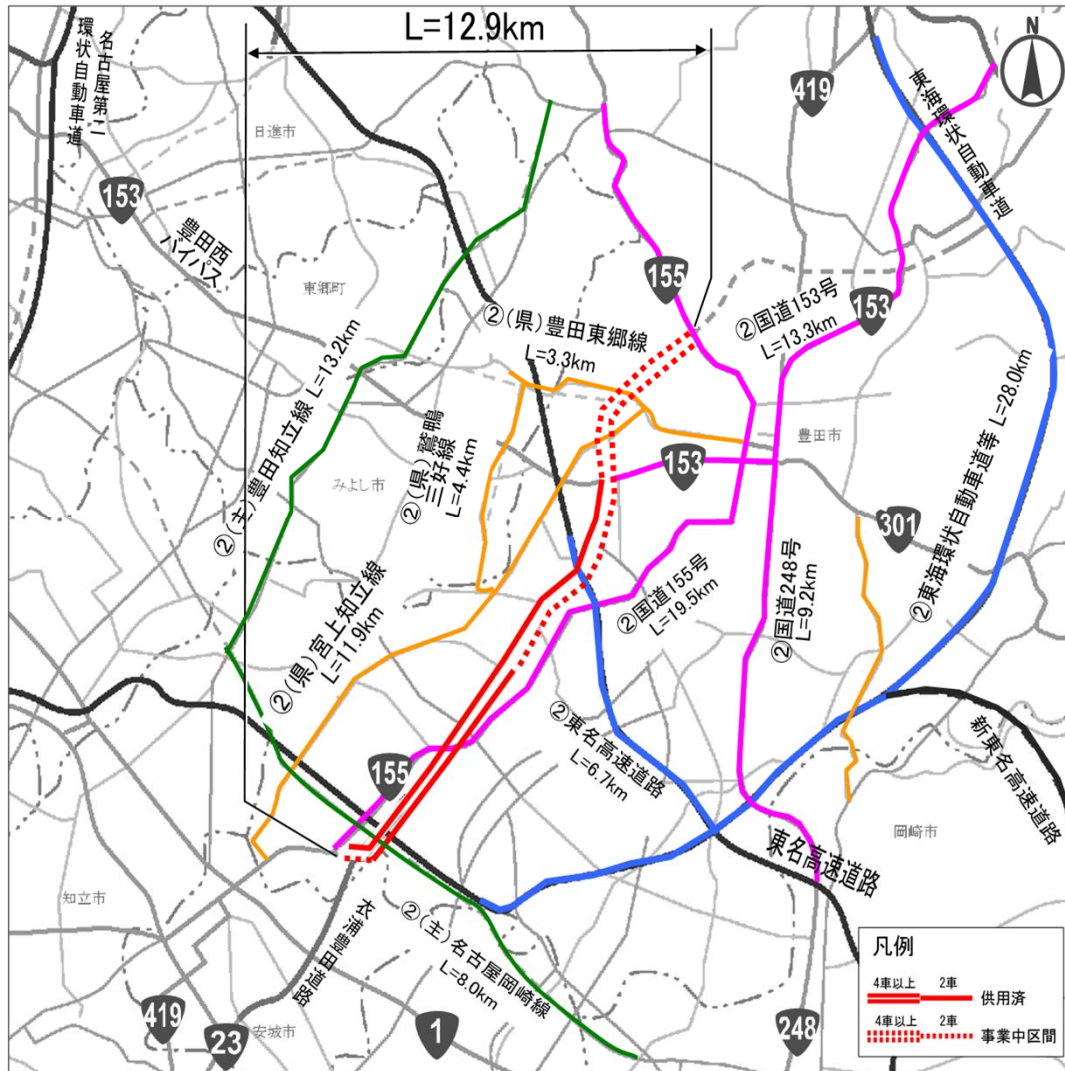 L=12.9km
N
名古屋第二
環状自動車道
419
東海環状自動車道
日進市
153
豊田西
バイパス
東郷町
155
②国道153号
L=13.3km
153
②(県)豊田東郷線
L=3.3km
②(主)豊田知立線 L=13.2km
②(県)鷲鴨
三好線
L=4.4km
みよし市
豊田市
153
301
②東海環状自動車道等 L=28.0km
②(県)宮上知立線
L=11.9km
②国道155号
L=19.5km
②国道248号
L=9.2km
②東名高速道路
L=6.7km
新東名高速道路
155
岡崎市
東名高速道路
知立市
衣浦豊田道路
②(主)名古屋岡崎線
L=8.0km
419
23
安城市
1
248
凡例
4車以上 2車 供用済
4車以上 2車 事業中区間